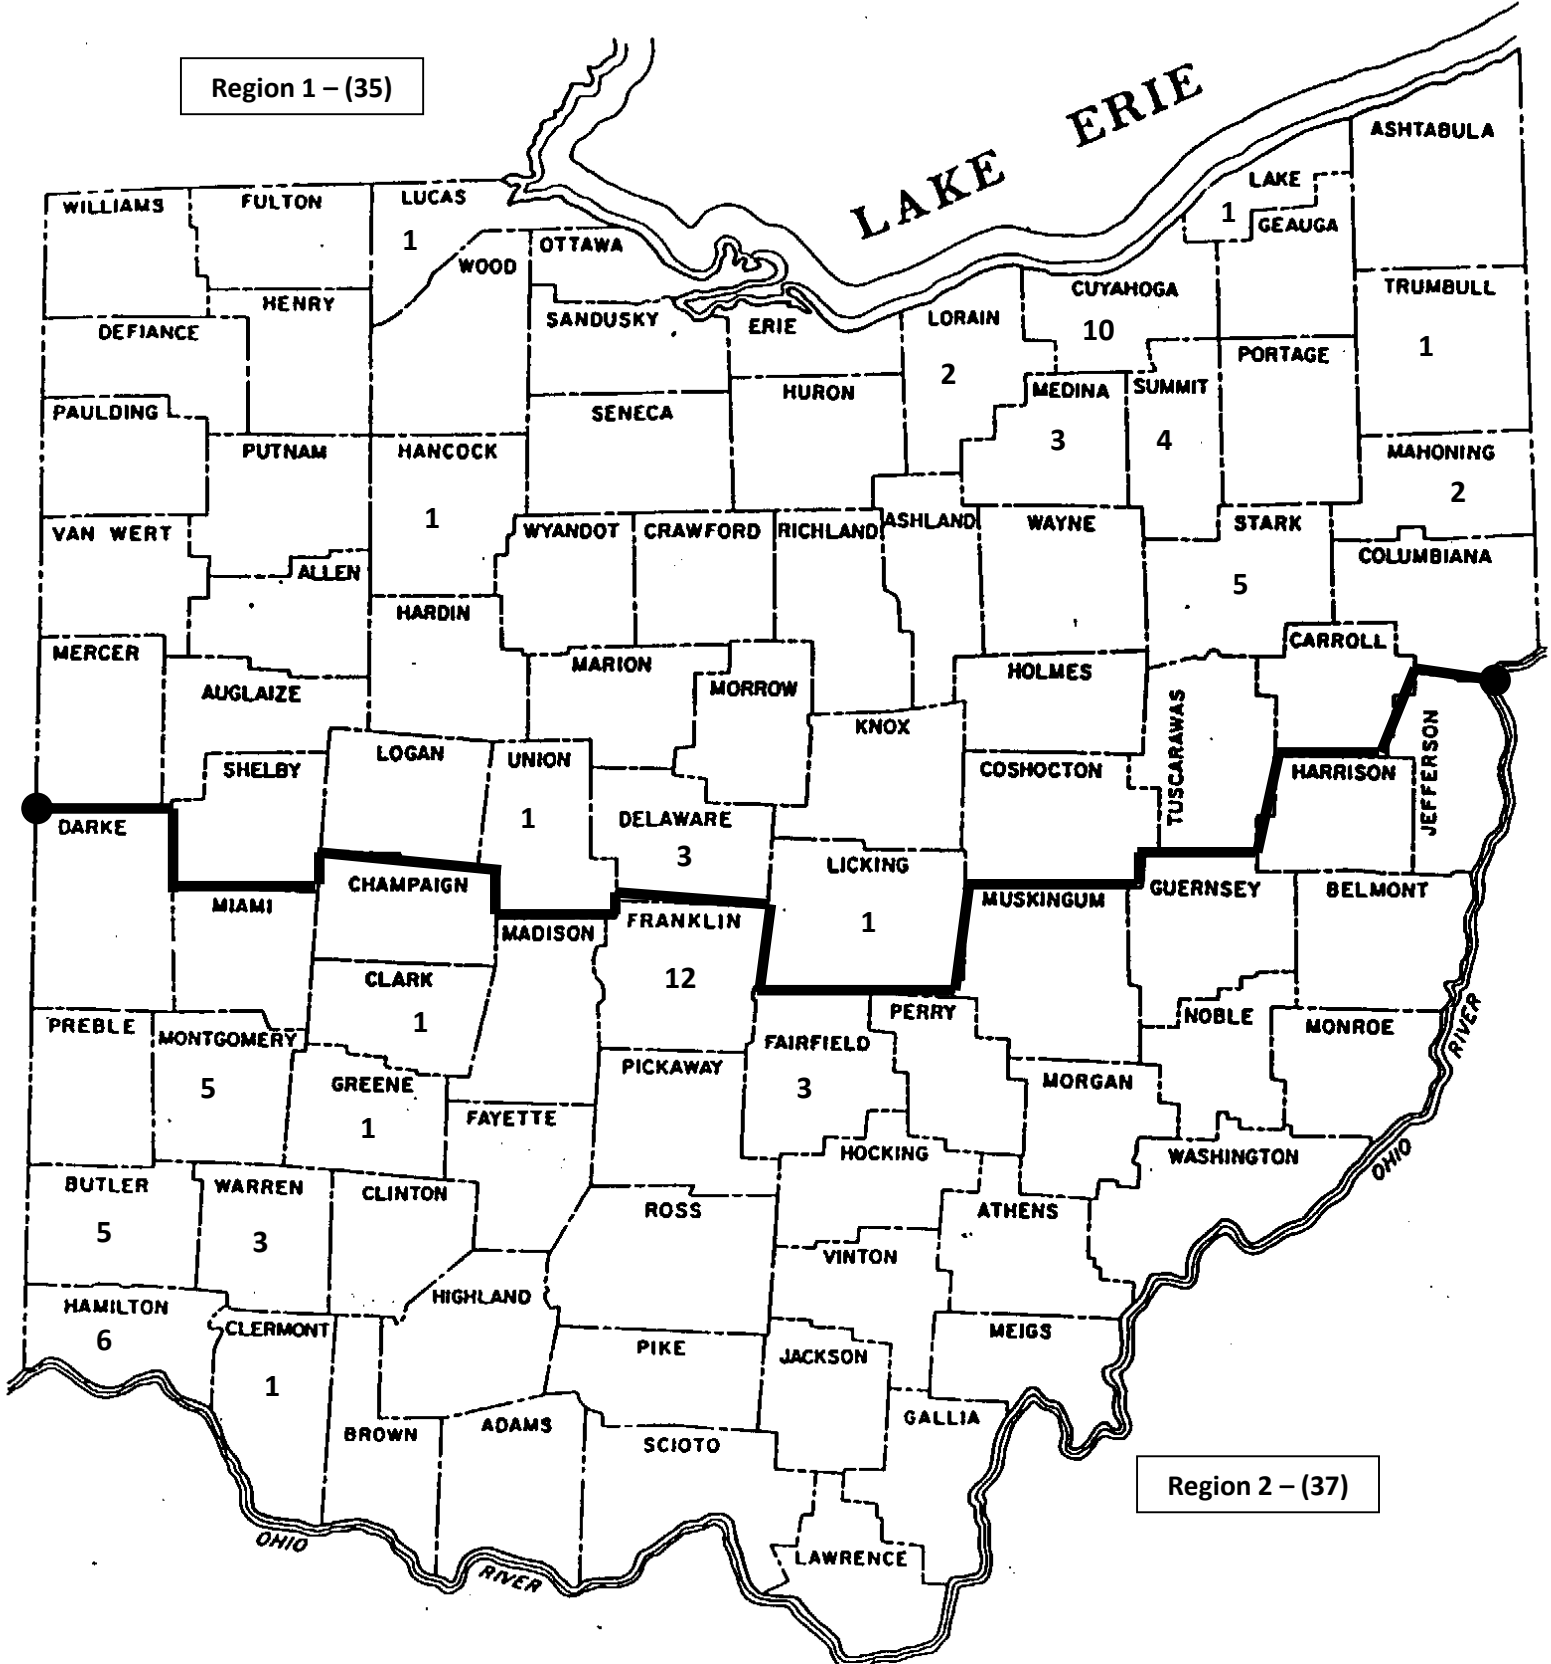 Region 1 – (35)
LAKE ERIE
ASHTABULA
LAKE
1
GEAUGA
WILLIAMS
FULTON
LUCAS
1
WOOD
OTTAWA
HENRY
DEFIANCE
SANDUSKY
ERIE
LORAIN
2
CUYAHOGA
10
TRUMBULL
1
PORTAGE
PAULDING
PUTNAM
HANCOCK
1
SENECA
HURON
MEDINA
3
SUMMIT
4
MAHONING
2
VAN WERT
ALLEN
WYANDOT
CRAWFORD
RICHLAND
ASHLAND
WAYNE
STARK
5
COLUMBIANA
HARDIN
MERCER
AUGLAIZE
MARION
MORROW
HOLMES
CARROLL
KNOX
TUSCARAWAS
JEFFERSON
SHELBY
LOGAN
UNION
1
COSHOCTON
HARRISON
DARKE
DELAWARE
3
LICKING
1
MIAMI
CHAMPAIGN
MADISON
FRANKLIN
12
MUSKINGUM
GUERNSEY
BELMONT
CLARK
1
PREBLE
MONTGOMERY
5
PERRY
NOBLE
MONROE
FAIRFIELD
3
GREENE
1
PICKAWAY
MORGAN
FAYETTE
HOCKING
WASHINGTON
OHIO
RIVER
BUTLER
5
WARREN
3
CLINTON
ROSS
ATHENS
VINTON
HAMILTON
6
CLERMONT
1
HIGHLAND
PIKE
JACKSON
MEIGS
BROWN
ADAMS
SCIOTO
GALLIA
Region 2 – (37)
OHIO
RIVER
LAWRENCE